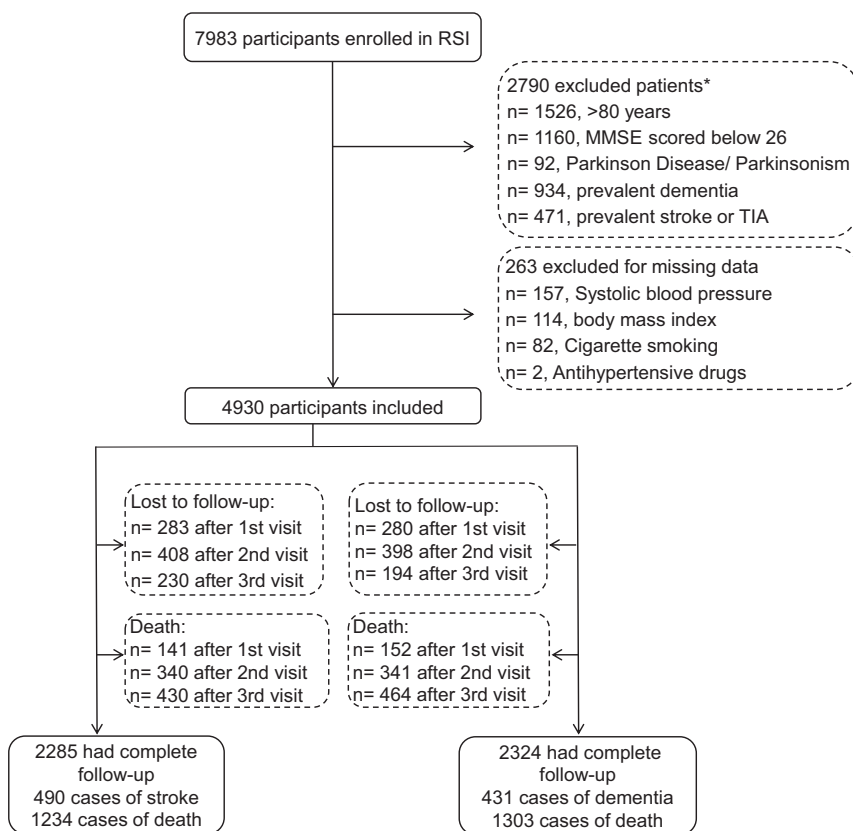 7983 participants enrolled in RSI
2790 excluded patients*
n= 1526, >80 years
n= 1160, MMSE scored below 26
n= 92, Parkinson Disease/ Parkinsonism
n= 934, prevalent dementia
n= 471, prevalent stroke or TIA
263 excluded for missing data
n= 157, Systolic blood pressure
n= 114, body mass index
n= 82, Cigarette smoking
n= 2, Antihypertensive drugs
4930 participants included
Lost to follow-up:
n= 283 after 1st visit
n= 408 after 2nd visit
n= 230 after 3rd visit
Lost to follow-up:
n= 280 after 1st visit
n= 398 after 2nd visit
n= 194 after 3rd visit
Death:
n= 141 after 1st visit
n= 340 after 2nd visit
n= 430 after 3rd visit
Death:
n= 152 after 1st visit
n= 341 after 2nd visit
n= 464 after 3rd visit
2285 had complete
follow-up
490 cases of stroke
1234 cases of death
2324 had complete
follow-up
431 cases of dementia
1303 cases of death